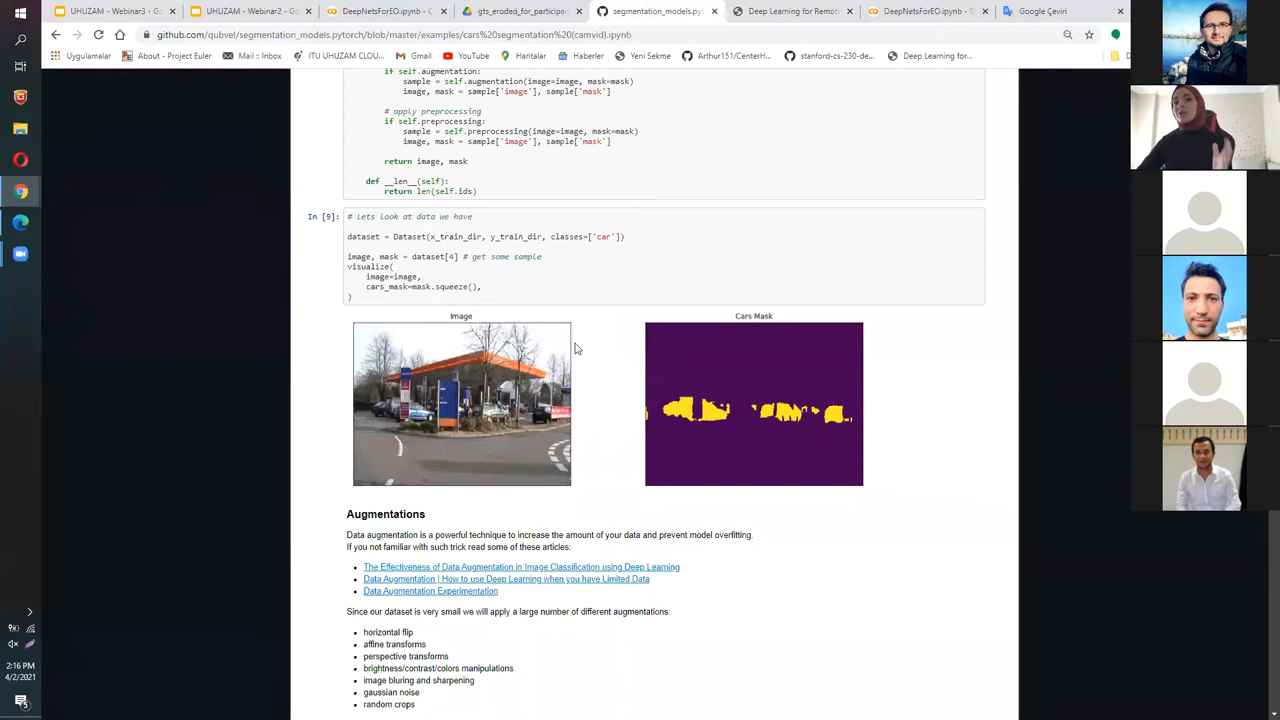 UHUZAM - Webinar3 - Go
UHUZAM - Webinar2 - Go
DeepNetsForEO.ipynb - C
gts_eroded_for_participa
segmentation_models.py
Deep Learning for Remot
DeepNetsForEO.ipynb - C
Google Çeviri
github.com/qubvel/segmentation_models.pytorch/blob/master/examples/cars%20segmentation%20(camvid).ipynb
Uygulamalar
About - Project Euler
Mail :: Inbox
ITU UHUZAM CLOU...
Gmail
YouTube
Haritalar
Haberler
Yeni Sekme
Arthur151/CenterH...
stanford-cs-230-de...
Deep Learning for...
if self.augmentation:
sample = self.augmentation(image=image, mask=mask)
image, mask = sample['image'], sample['mask']
# apply preprocessing
if self.preprocessing:
sample = self.preprocessing(image=image, mask=mask)
image, mask = sample['image'], sample['mask']
return image, mask
def __len__(self):
return len(self.ids)
In [9]:
# Lets look at data we have
dataset = Dataset(x_train_dir, y_train_dir, classes=['car'])
image, mask = dataset[4] # get some sample
visualize(
image=image,
cars_mask=mask.squeeze(),
)
Image
Cars Mask
Augmentations
Data augmentation is a powerful technique to increase the amount of your data and prevent model overfitting.
If you not familiar with such trick read some of these articles:
• The Effectiveness of Data Augmentation in Image Classification using Deep Learning
• Data Augmentation | How to use Deep Learning when you have Limited Data
• Data Augmentation Experimentation
Since our dataset is very small we will apply a large number of different augmentations:
• horizontal flip
• affine transforms
• perspective transforms
• brightness/contrast/colors manipulations
• image bluring and sharpening
• gaussian noise
• random crops
2:16 PM
4/2/2021